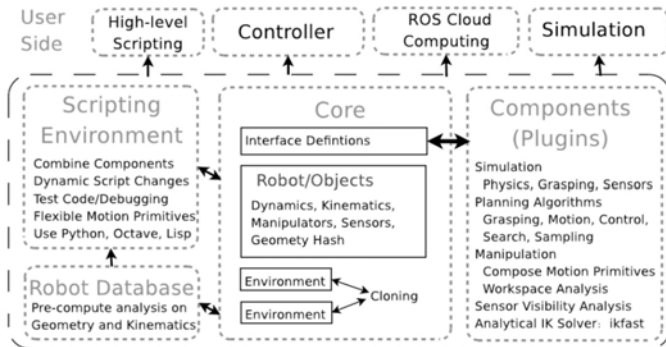 User
Side
High-level
Scripting
Controller
ROS Cloud
Computing
Simulation
Scripting
Environment
Combine Components
Dynamic Script Changes
Test Code/Debugging
Flexible Motion Primitives
Use Python, Octave, Lisp
Robot Database
Pre-compute analysis on
Geometry and Kinematics
Core
Interface Defintions
Robot/Objects
Dynamics, Kinematics,
Manipulators, Sensors,
Geomety Hash
Environment
Environment
Cloning
Components
(Plugins)
Simulation
Physics, Grasping, Sensors
Planning Algorithms
Grasping, Motion, Control,
Search, Sampling
Manipulation
Compose Motion Primitives
Workspace Analysis
Sensor Visibility Analysis
Analytical IK Solver: ikfast